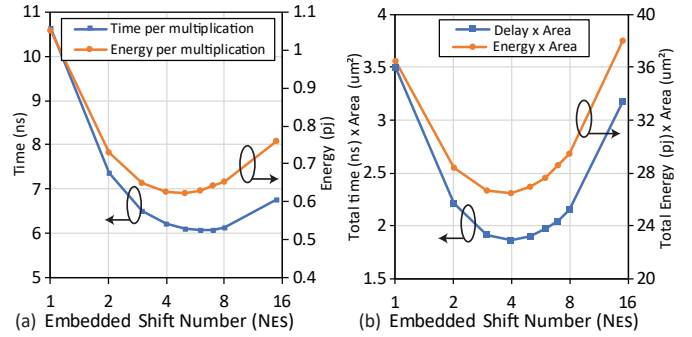 11
10
9
8
7
6
5
Time (ns)
Time per multiplication
Energy per multiplication
1.1
1
0.9
0.8
0.7
0.6
0.5
0.4
Energy (pj)
1 2 4 8 16
(a) Embedded Shift Number (NES)
4
3.5
3
2.5
2
1.5
Total time (ns) x Area (um²)
Delay x Area
Energy x Area
40
36
32
28
24
20
Total Energy (pj) x Area (um²)
1 2 4 8 16
(b) Embedded Shift Number (NES)